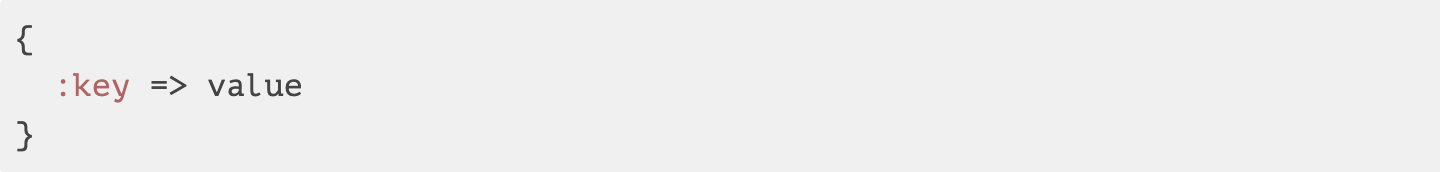 {
  :key => value
}